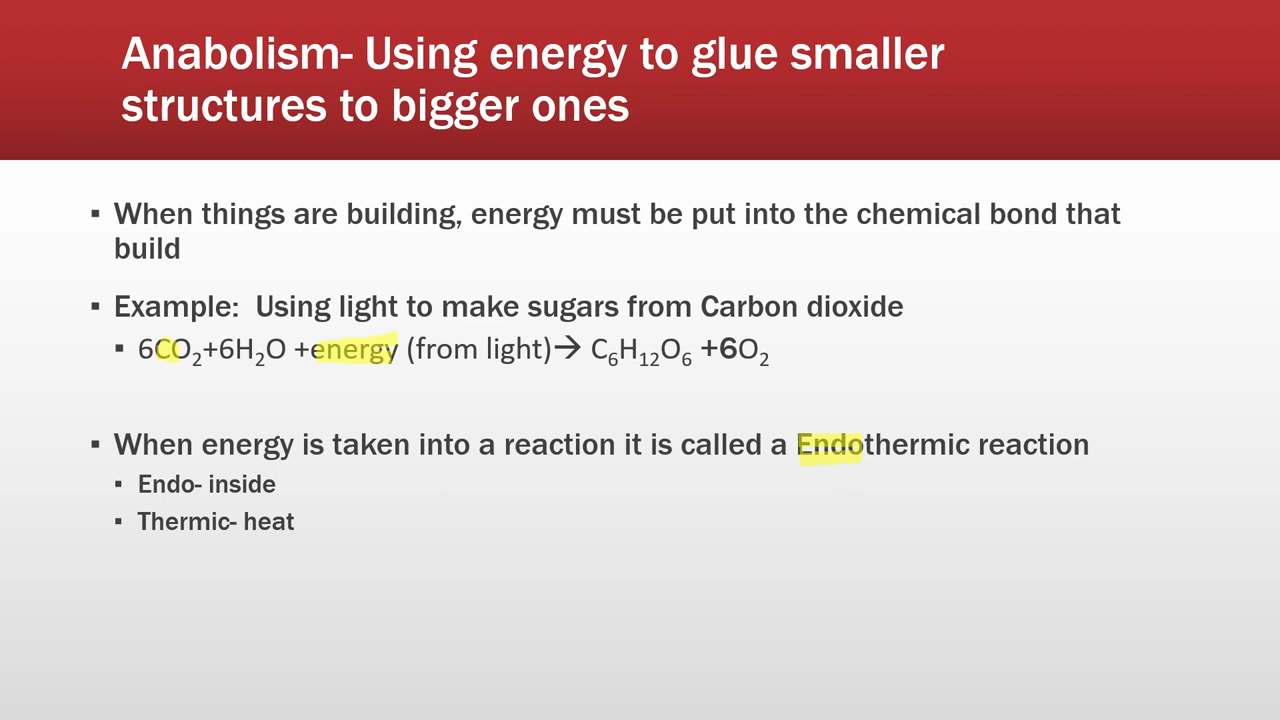 Anabolism- Using energy to glue smaller
structures to bigger ones
▪ When things are building, energy must be put into the chemical bond that
build
▪ Example:  Using light to make sugars from Carbon dioxide
▪ 6CO₂+6H₂O +energy (from light)→ C₆H₁₂O₆ +6O₂
▪ When energy is taken into a reaction it is called a Endothermic reaction
▪ Endo- inside
▪ Thermic- heat